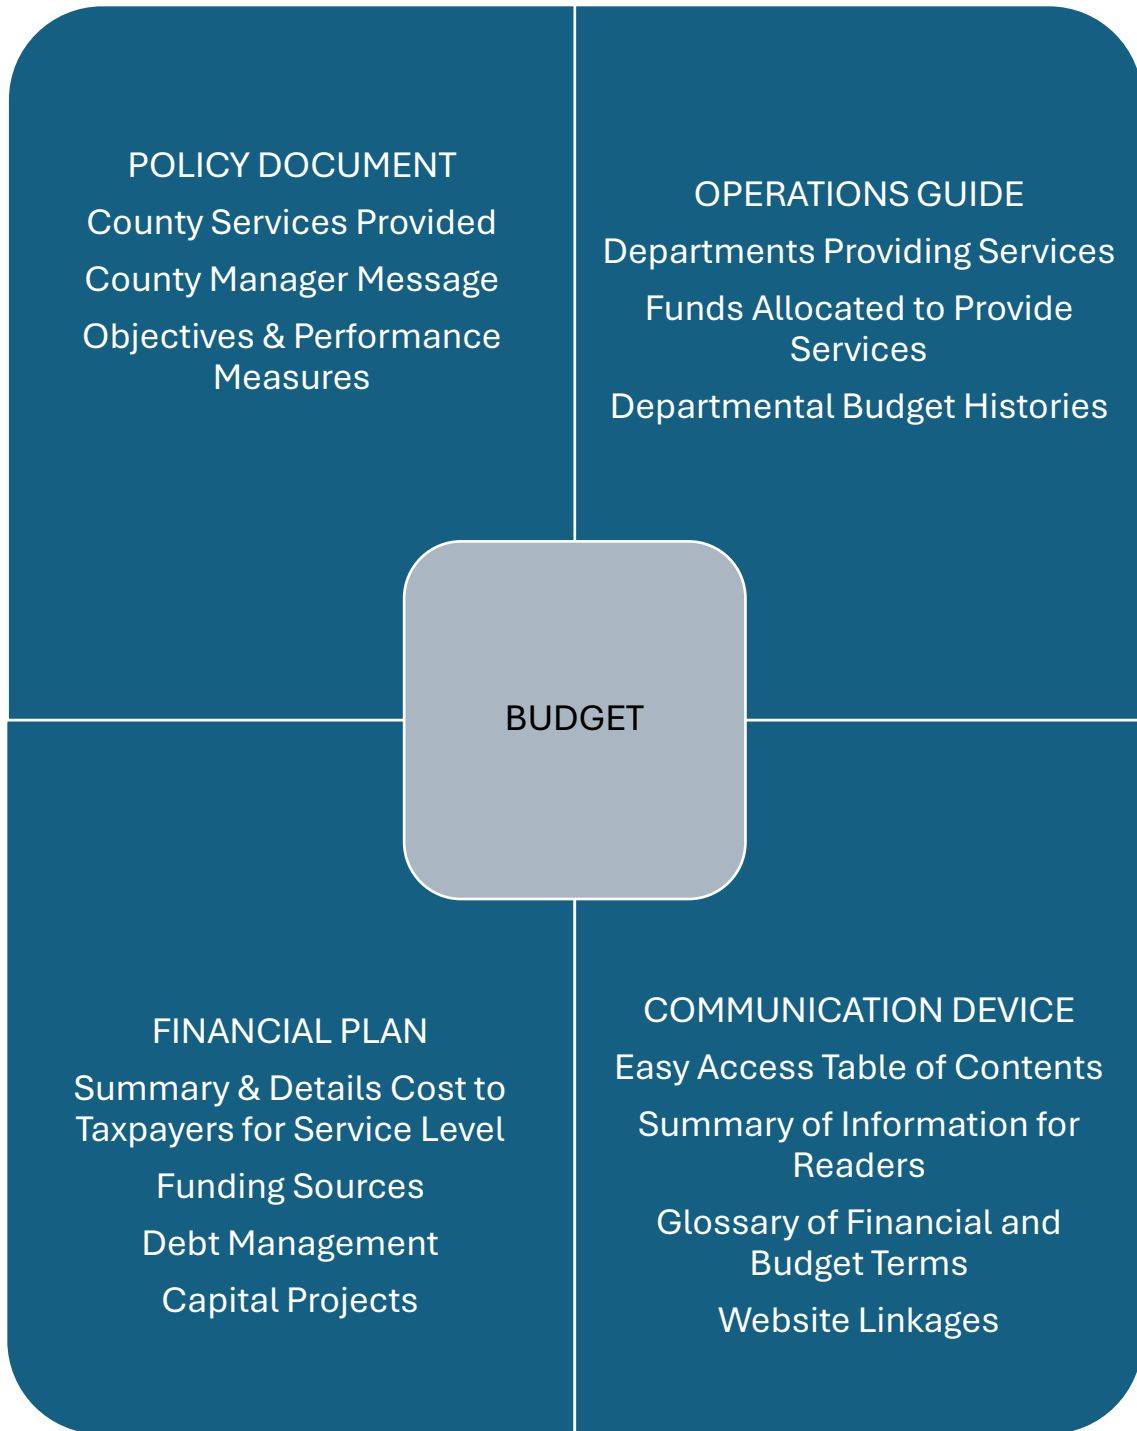 POLICY DOCUMENT
County Services Provided
County Manager Message
Objectives & Performance
Measures
OPERATIONS GUIDE
Departments Providing Services
Funds Allocated to Provide
Services
Departmental Budget Histories
BUDGET
FINANCIAL PLAN
Summary & Details Cost to
Taxpayers for Service Level
Funding Sources
Debt Management
Capital Projects
COMMUNICATION DEVICE
Easy Access Table of Contents
Summary of Information for
Readers
Glossary of Financial and
Budget Terms
Website Linkages